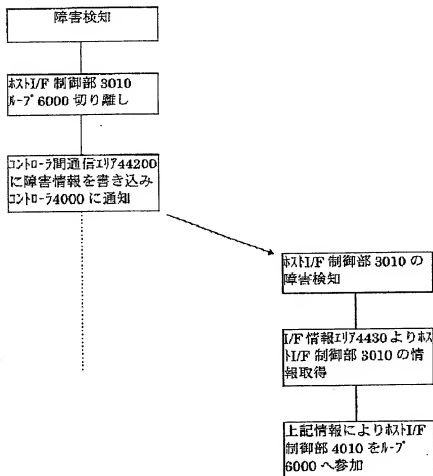 障害検知
ﾎｽﾄI/F 制御部 3010
ﾙｰﾌﾟ 6000 切り離し
ｺﾝﾄﾛｰﾗ間通信ｴﾘｱ44200
に障害情報を書き込み
ｺﾝﾄﾛｰﾗ4000 に通知
ﾎｽﾄI/F 制御部 3010 の
障害検知
I/F 情報ｴﾘｱ4430 よりﾎｽ
ﾄI/F 制御部 3010 の情
報取得
上記情報によりﾎｽﾄI/F
制御部 4010 をﾙｰﾌﾟ
6000 へ参加